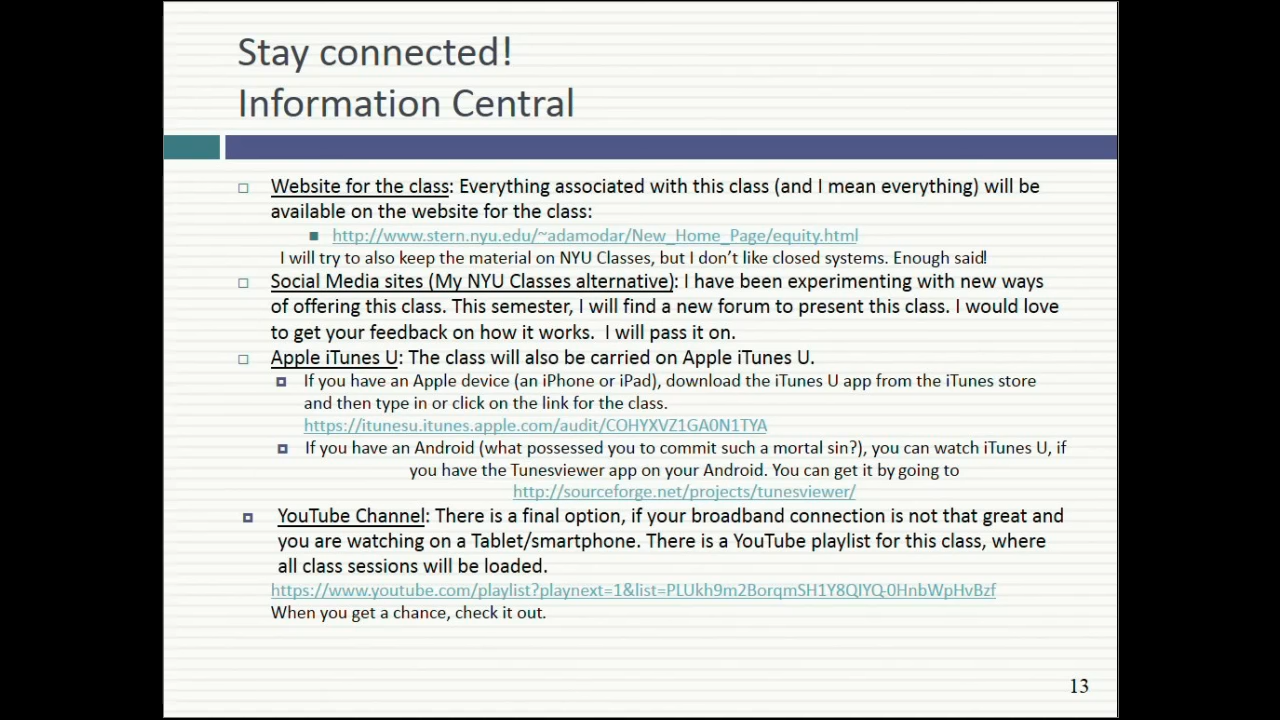 Stay connected!
Information Central
Website for the class: Everything associated with this class (and I mean everything) will be
available on the website for the class:
http://www.stern.nyu.edu/~adamodar/New_Home_Page/equity.html
I will try to also keep the material on NYU Classes, but I don't like closed systems. Enough said!
Social Media sites (My NYU Classes alternative): I have been experimenting with new ways
of offering this class. This semester, I will find a new forum to present this class. I would love
to get your feedback on how it works. I will pass it on.
Apple iTunes U: The class will also be carried on Apple iTunes U.
If you have an Apple device (an iPhone or iPad), download the iTunes U app from the iTunes store
and then type in or click on the link for the class.
https://itunesu.itunes.apple.com/audit/COHYXVZ1GA0N1TYA
If you have an Android (what possessed you to commit such a mortal sin?), you can watch iTunes U, if
you have the Tunesviewer app on your Android. You can get it by going to
http://sourceforge.net/projects/tunesviewer/
YouTube Channel: There is a final option, if your broadband connection is not that great and
you are watching on a Tablet/smartphone. There is a YouTube playlist for this class, where
all class sessions will be loaded.
https://www.youtube.com/playlist?playnext=1&list=PLUkh9m2BorqmSH1Y8QIYQ-0HnbWpHvBzf
When you get a chance, check it out.
13